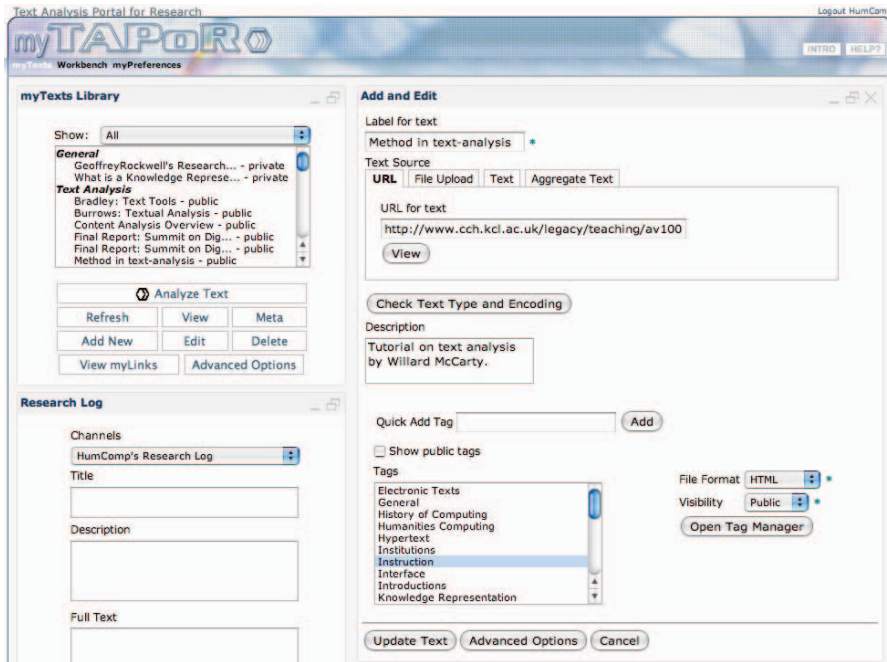 Text Analysis Portal for Research
Logout HumCom
myTAPoR
INTRO HELP?
myTexts Workbench myPreferences
myTexts Library
Show: All
General
GeoffreyRockwell's Research... - private
What is a Knowledge Represe... - private
Text Analysis
Bradley: Text Tools - public
Burrows: Textual Analysis - public
Content Analysis Overview - public
Final Report: Summit on Dig... - public
Final Report: Summit on Dig... - public
Method in text-analysis - public
Analyze Text
Refresh View Meta
Add New Edit Delete
View myLinks Advanced Options
Research Log
Channels
HumComp's Research Log
Title
Description
Full Text
Add and Edit
Label for text
Method in text-analysis *
Text Source
URL File Upload Text Aggregate Text
URL for text
http://www.cch.kcl.ac.uk/legacy/teaching/av100
View
Check Text Type and Encoding
Description
Tutorial on text analysis
by Willard McCarty.
Quick Add Tag Add
Show public tags
Tags
Electronic Texts
General
History of Computing
Humanities Computing
Hypertext
Institutions
Instruction
Interface
Introductions
Knowledge Representation
File Format HTML *
Visibility Public *
Open Tag Manager
Update Text Advanced Options Cancel